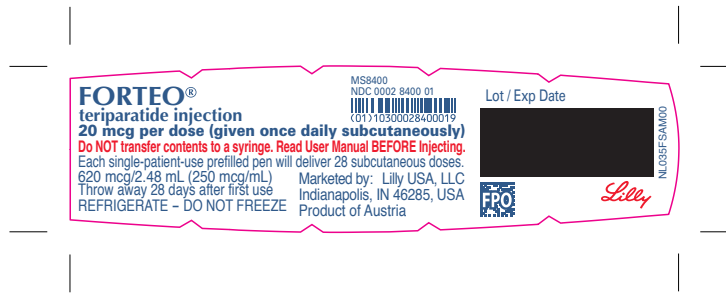 MS8400
NDC 0002 8400 01
(01)10300028400019
FORTEO®
teriparatide injection
20 mcg per dose (given once daily subcutaneously)
Do NOT transfer contents to a syringe. Read User Manual BEFORE Injecting.
Each single-patient-use prefilled pen will deliver 28 subcutaneous doses.
620 mcg/2.48 mL (250 mcg/mL)
Throw away 28 days after first use
REFRIGERATE – DO NOT FREEZE
Marketed by: Lilly USA, LLC
Indianapolis, IN 46285, USA
Product of Austria
Lot / Exp Date
NL035FSAM00
FPO
Lilly